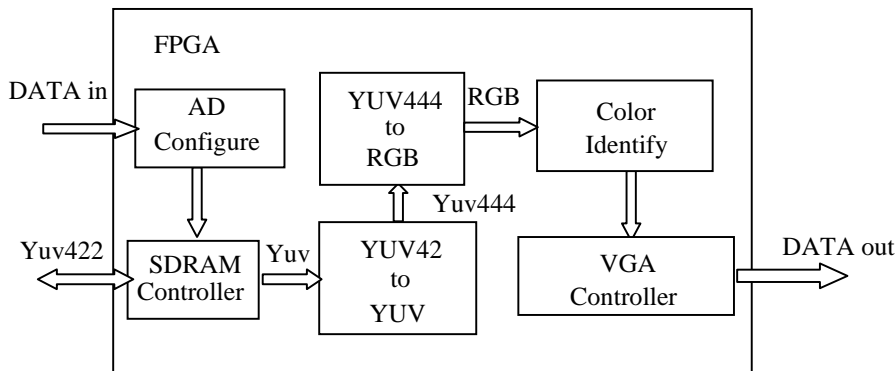 FPGA
DATA in
AD
Configure
YUV444
to
RGB
RGB
Color
Identify
Yuv444
Yuv422
SDRAM
Controller
Yuv
YUV42
to
YUV
VGA
Controller
DATA out